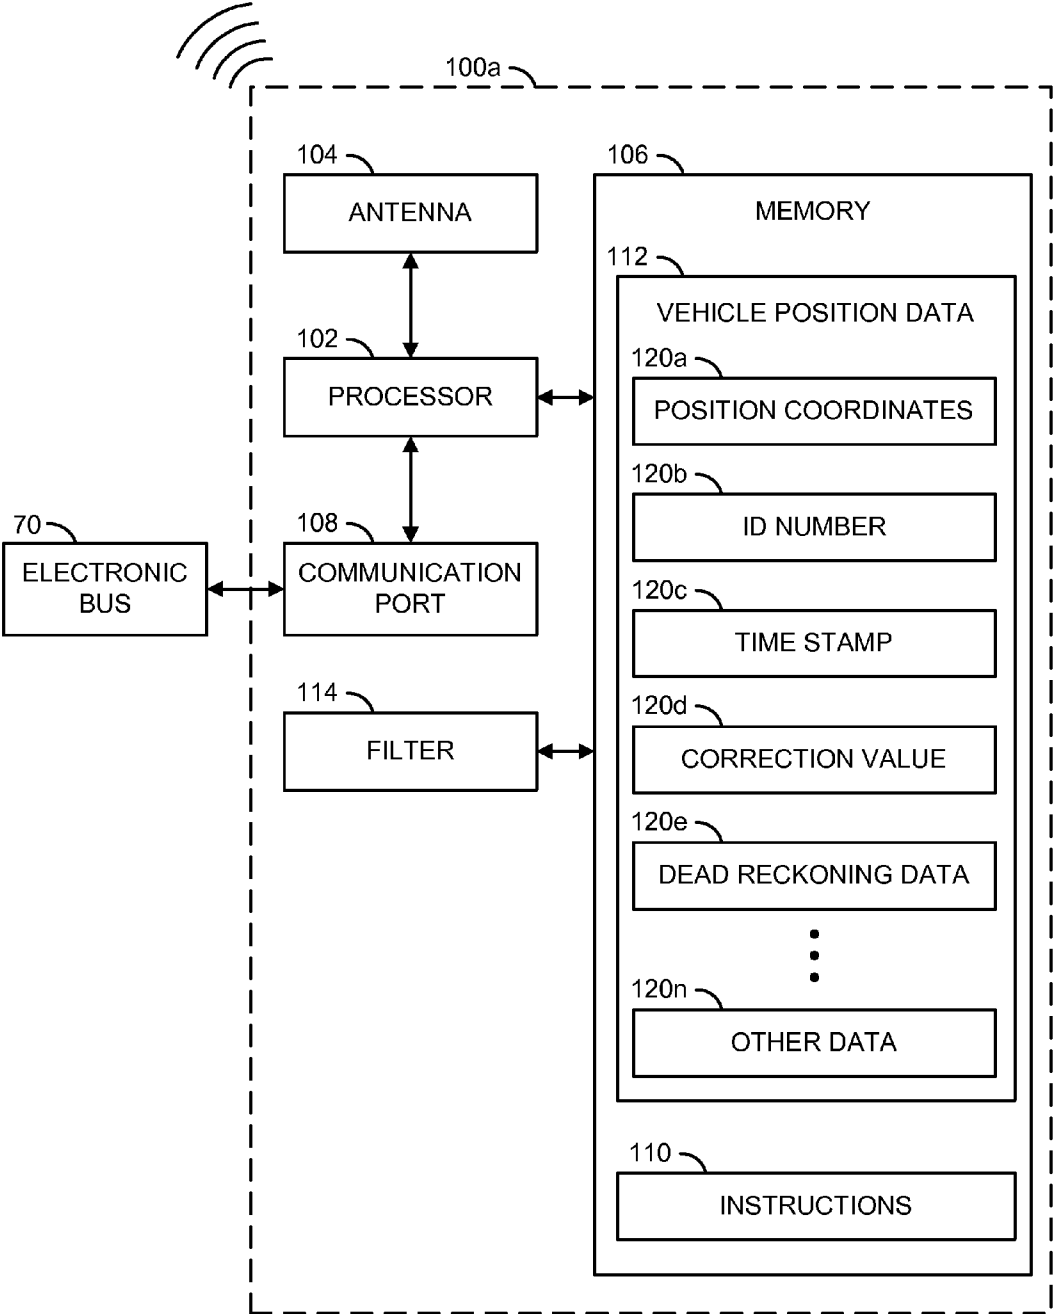 100a
104
ANTENNA
102
PROCESSOR
70
ELECTRONIC
BUS
108
COMMUNICATION
PORT
114
FILTER
106
MEMORY
112
VEHICLE POSITION DATA
120a
POSITION COORDINATES
120b
ID NUMBER
120c
TIME STAMP
120d
CORRECTION VALUE
120e
DEAD RECKONING DATA
120n
OTHER DATA
110
INSTRUCTIONS